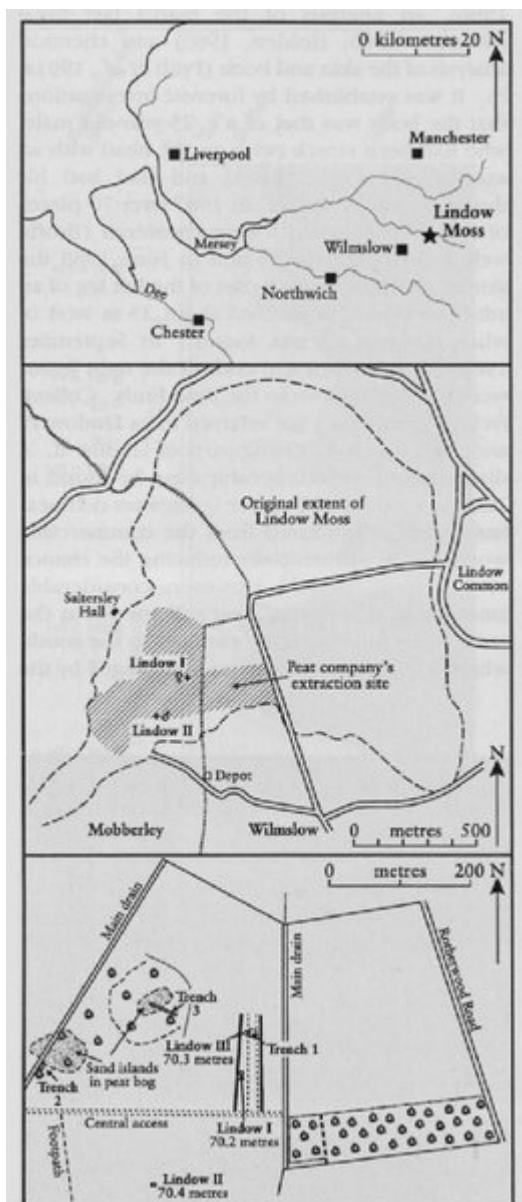 0 kilometres 20
N
Manchester
Liverpool
Lindow
Moss
Mersey
Wilmslow
Northwich
Dee
Chester
Original extent of
Lindow Moss
Lindow
Common
Saltersley
Hall
Lindow I
Peat company's
extraction site
Lindow II
Depot
N
Mobberley
Wilmslow
0 metres 500
0 metres 200
N
Main drain
Main drain
Rotherwood Road
Trench
3
Lindow III
70.3 metres
Trench 1
Sand islands
in peat bog
Trench
2
Central access
Lindow I
70.2 metres
Footpath
Lindow II
70.4 metres